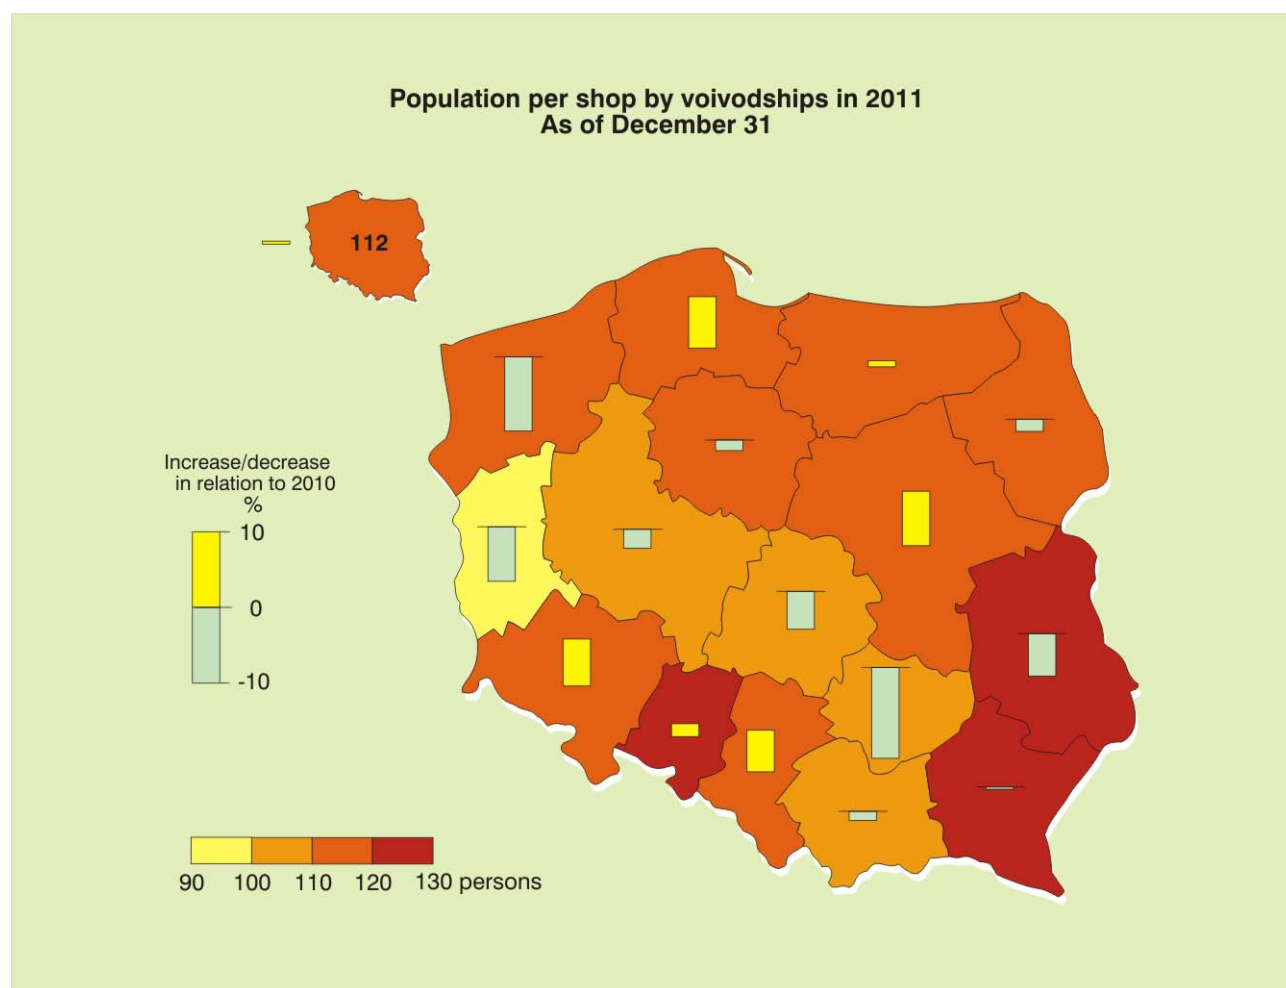 Population per shop by voivodships in 2011
As of December 31
112
Increase/decrease
in relation to 2010
%
10
0
-10
90 100 110 120 130 persons